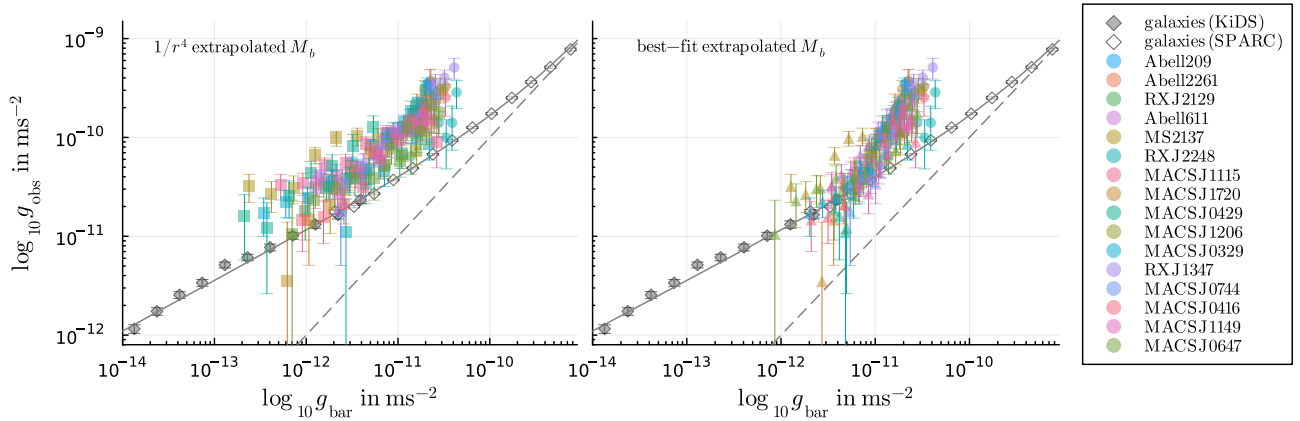 1/r⁴ extrapolated M_b
best−fit extrapolated M_b
10⁻⁹
10⁻¹⁰
10⁻¹¹
10⁻¹²
log₁₀ g_obs in ms⁻²
10⁻¹⁴ 10⁻¹³ 10⁻¹² 10⁻¹¹ 10⁻¹⁰
10⁻¹⁴ 10⁻¹³ 10⁻¹² 10⁻¹¹ 10⁻¹⁰
log₁₀ g_bar in ms⁻²
log₁₀ g_bar in ms⁻²
galaxies (KiDS)
galaxies (SPARC)
Abell209
Abell2261
RXJ2129
Abell611
MS2137
RXJ2248
MACSJ1115
MACSJ1720
MACSJ0429
MACSJ1206
MACSJ0329
RXJ1347
MACSJ0744
MACSJ0416
MACSJ1149
MACSJ0647